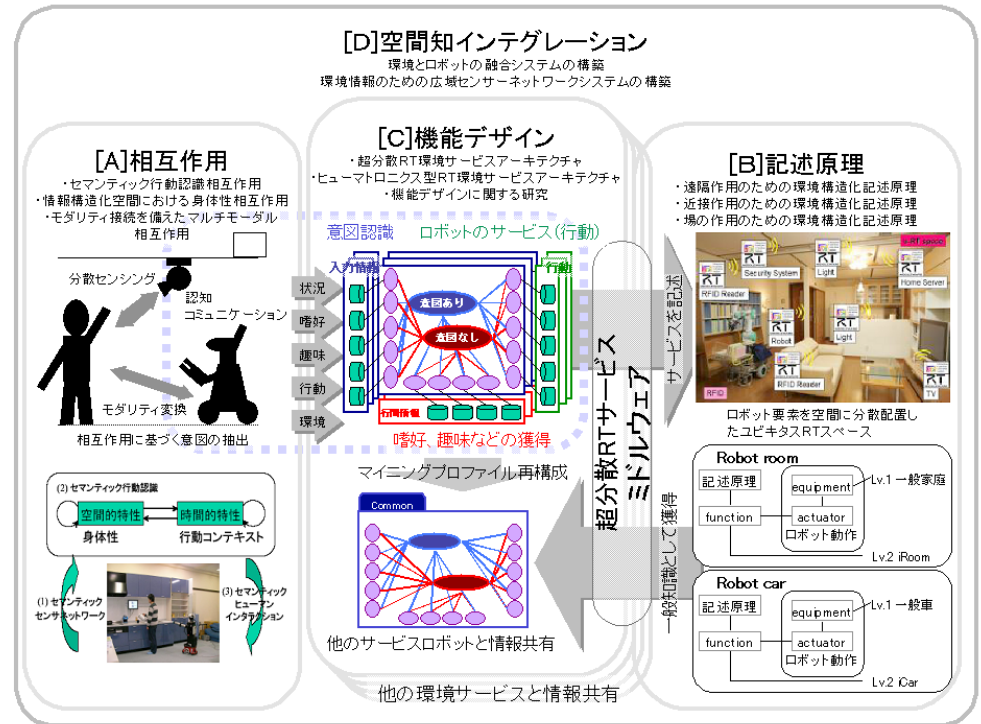 [D]空間知インテグレーション
環境とロボットの融合システムの構築
環境情報のための広域センサーネットワークシステムの構築
[A]相互作用
・セマンティック行動認識相互作用
・情報構造化空間における身体性相互作用
・モダリティ接続を備えたマルチモーダル
相互作用
分散センシング
認知
コミュニケーション
モダリティ変換
相互作用に基づく意図の抽出
(2) セマンティック行動認識
空間的特性
時間的特性
身体性
行動コンテキスト
(1) セマンティック
センサネットワーク
(3) セマンティック
ヒューマン
インタラクション
[C]機能デザイン
・超分散RT環境サービスアーキテクチャ
・ヒューマトロニクス型RT環境サービスアーキテクチャ
・機能デザインに関する研究
意図認識
ロボットのサービス(行動)
入力情報
行動
状況
嗜好
趣味
行動
環境
意図あり
意図なし
行間情報
嗜好、趣味などの獲得
マイニングプロファイル再構成
Common
他のサービスロボットと情報共有
他の環境サービスと情報共有
超分散RTサービス
ミドルウェア
サービスを記述
一般知識として獲得
[B]記述原理
・遠隔作用のための環境構造化記述原理
・近接作用のための環境構造化記述原理
・場の作用のための環境構造化記述原理
RT
Security System
RT
Light
RT
Home Server
RT
RFID Reader
RT
Robot
RT
Light
RT
RFID Reader
RT
TV
RFID
ロボット要素を空間に分散配置し
たユビキタスRTスペース
Robot room
記述原理
equipment
Lv.1 一般家庭
function
actuator
ロボット動作
Lv.2 iRoom
Robot car
記述原理
equipment
Lv.1 一般車
function
actuator
ロボット動作
Lv.2 iCar